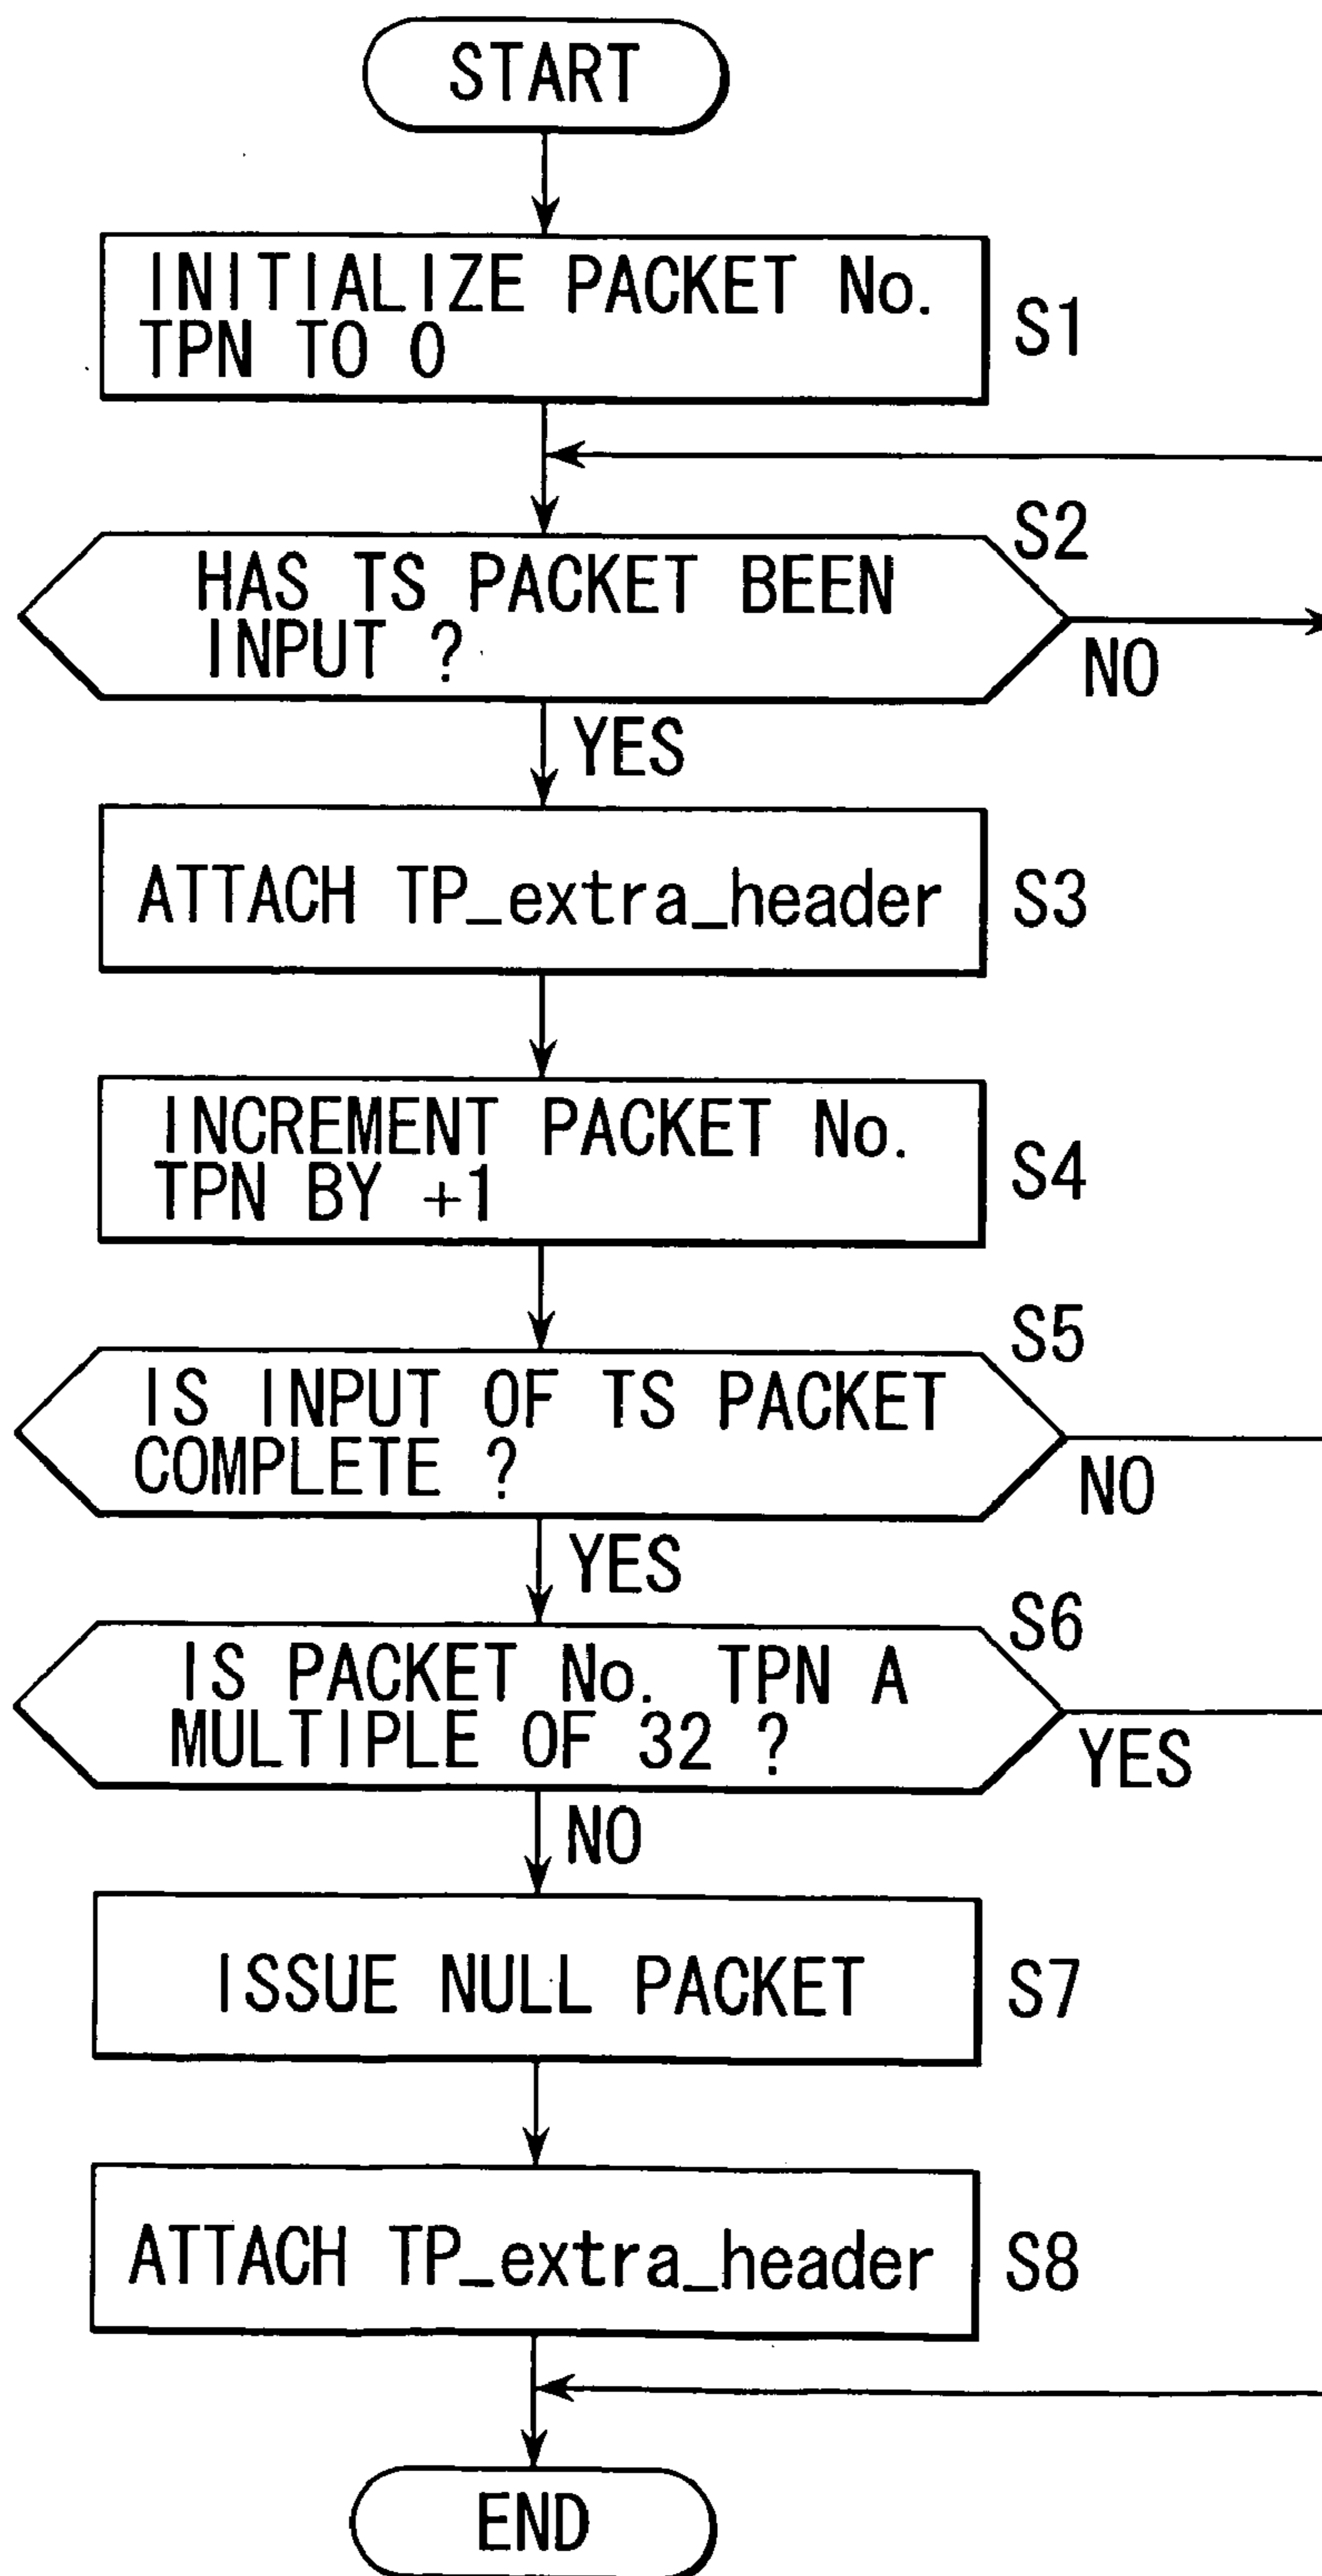 START
INITIALIZE PACKET No.
TPN TO 0
S1
S2
HAS TS PACKET BEEN
INPUT ?
NO
YES
ATTACH TP_extra_header
S3
INCREMENT PACKET No.
TPN BY +1
S4
S5
IS INPUT OF TS PACKET
COMPLETE ?
NO
YES
S6
IS PACKET No. TPN A
MULTIPLE OF 32 ?
YES
NO
ISSUE NULL PACKET
S7
ATTACH TP_extra_header
S8
END